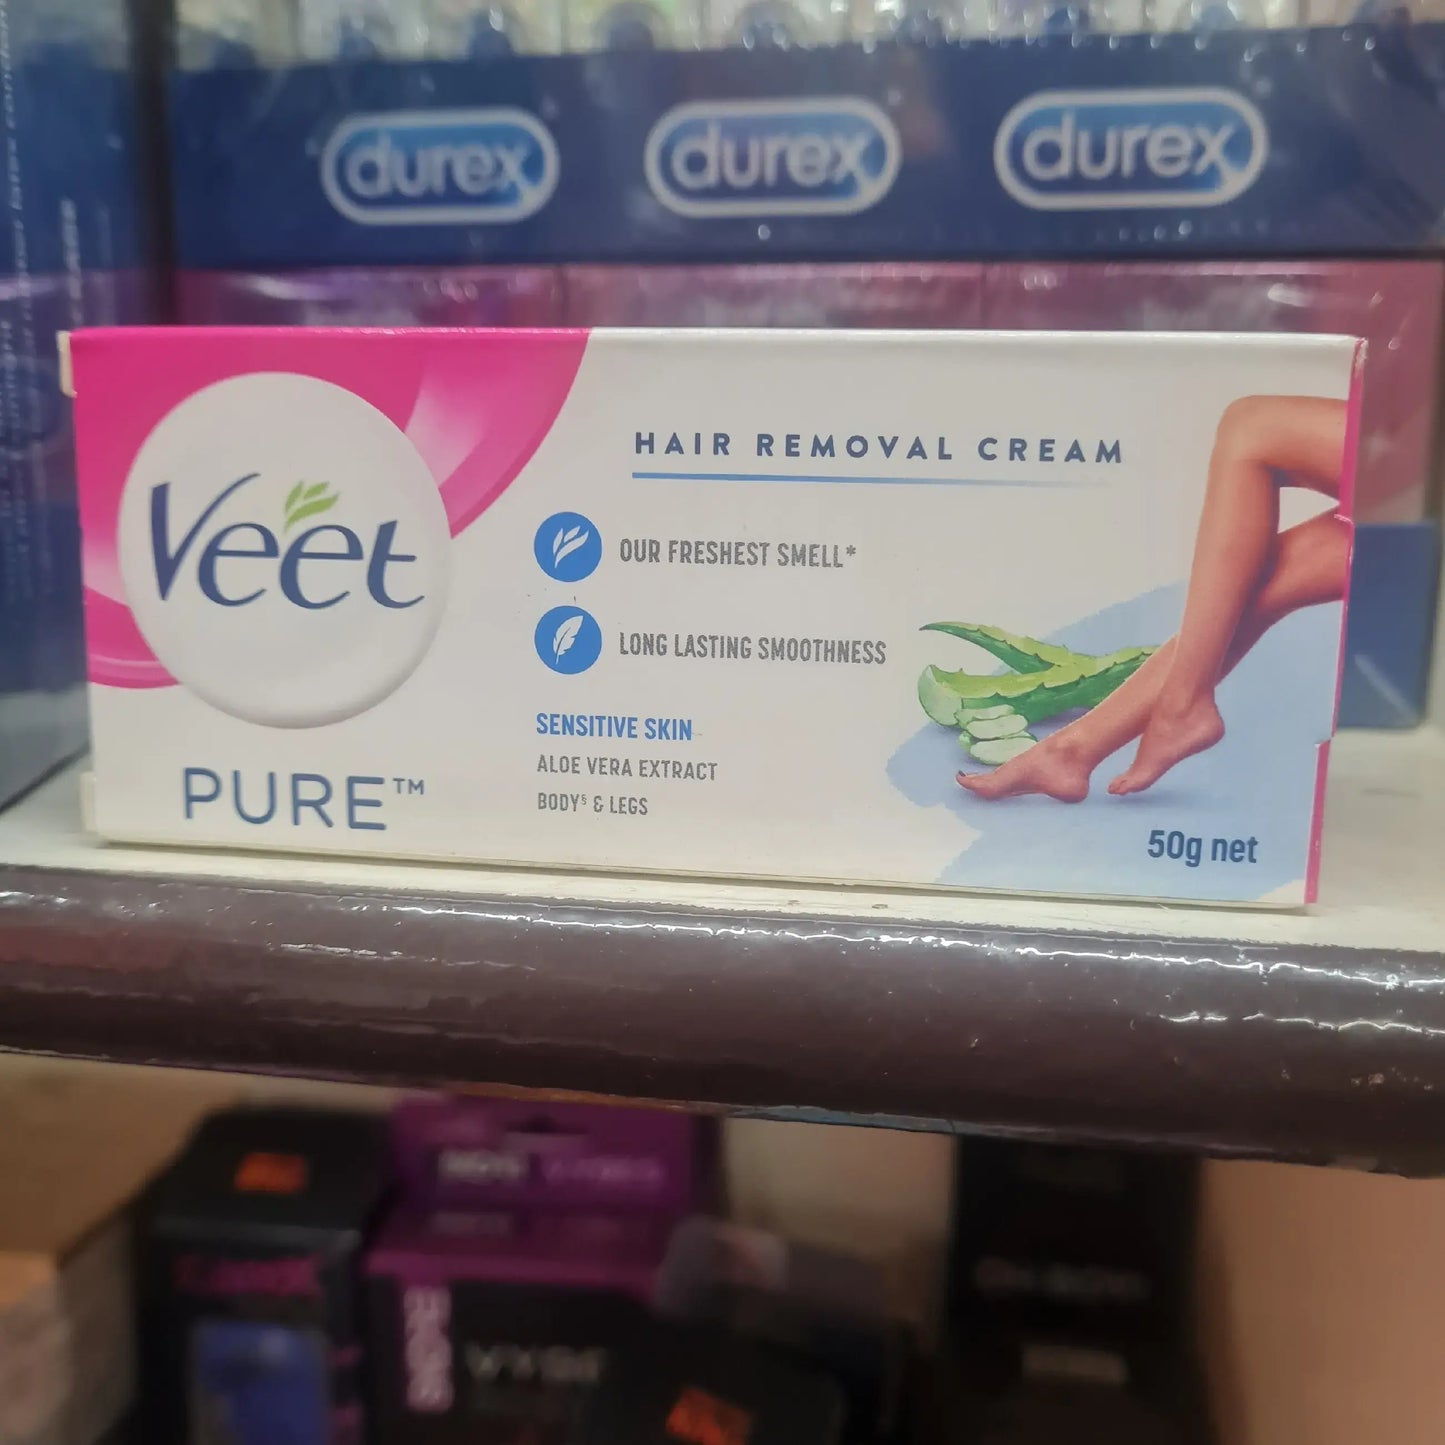 durex durex durex
Veet
PURE™
HAIR REMOVAL CREAM
OUR FRESHEST SMELL*
LONG LASTING SMOOTHNESS
SENSITIVE SKIN
ALOE VERA EXTRACT
BODY§ & LEGS
50g net